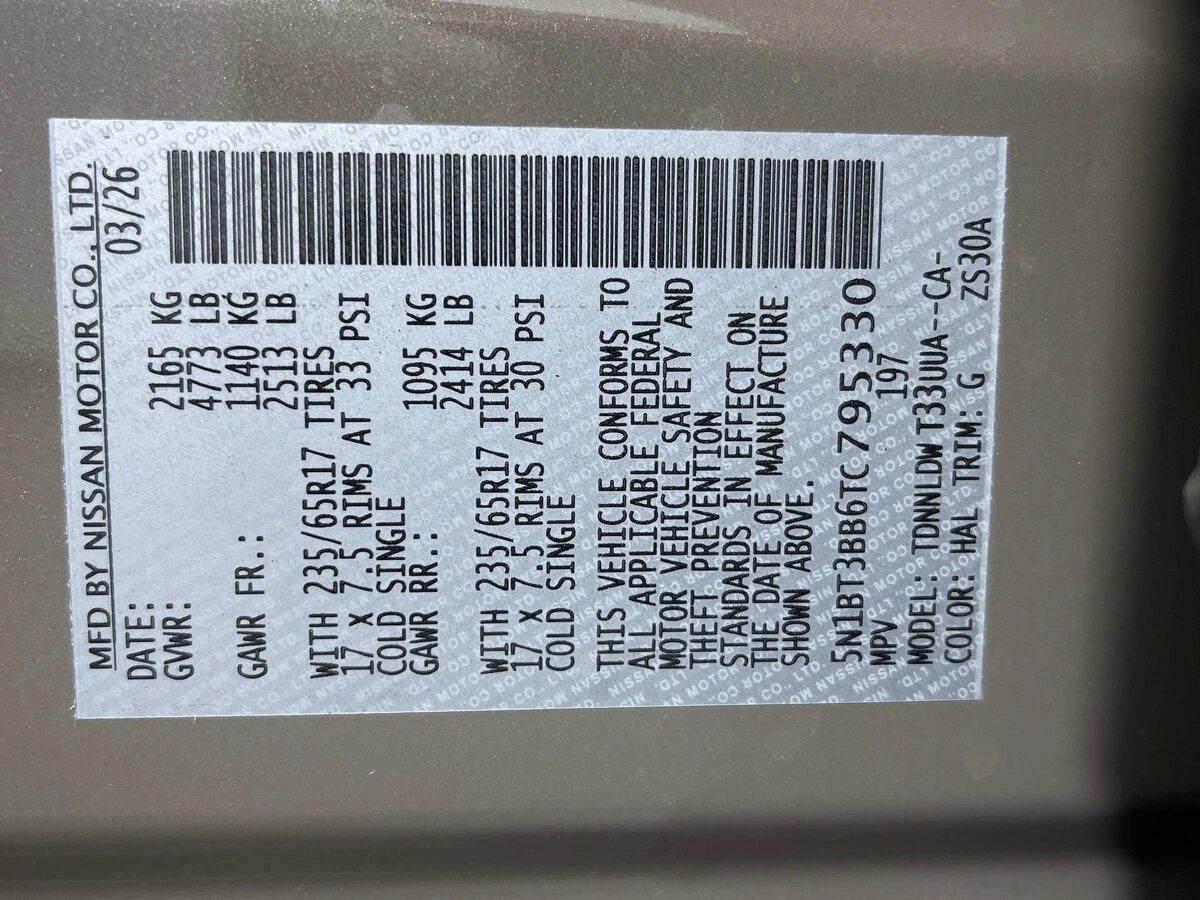 MFD BY NISSAN MOTOR CO., LTD.
DATE: 03/26
GVWR: 2165 KG
4773 LB
GAWR FR.: 1140 KG
2513 LB
WITH 235/65R17 TIRES
17 X 7.5 RIMS AT 33 PSI
COLD SINGLE
GAWR RR.: 1095 KG
2414 LB
WITH 235/65R17 TIRES
17 X 7.5 RIMS AT 30 PSI
COLD SINGLE
THIS VEHICLE CONFORMS TO
ALL APPLICABLE FEDERAL
MOTOR VEHICLE SAFETY AND
THEFT PREVENTION
STANDARDS IN EFFECT ON
THE DATE OF MANUFACTURE
SHOWN ABOVE.
5N1BT3BB6TC795330
MPV 197
MODEL: TDNNLDW T33UUA--CA-
COLOR: HAL TRIM: G ZS30A